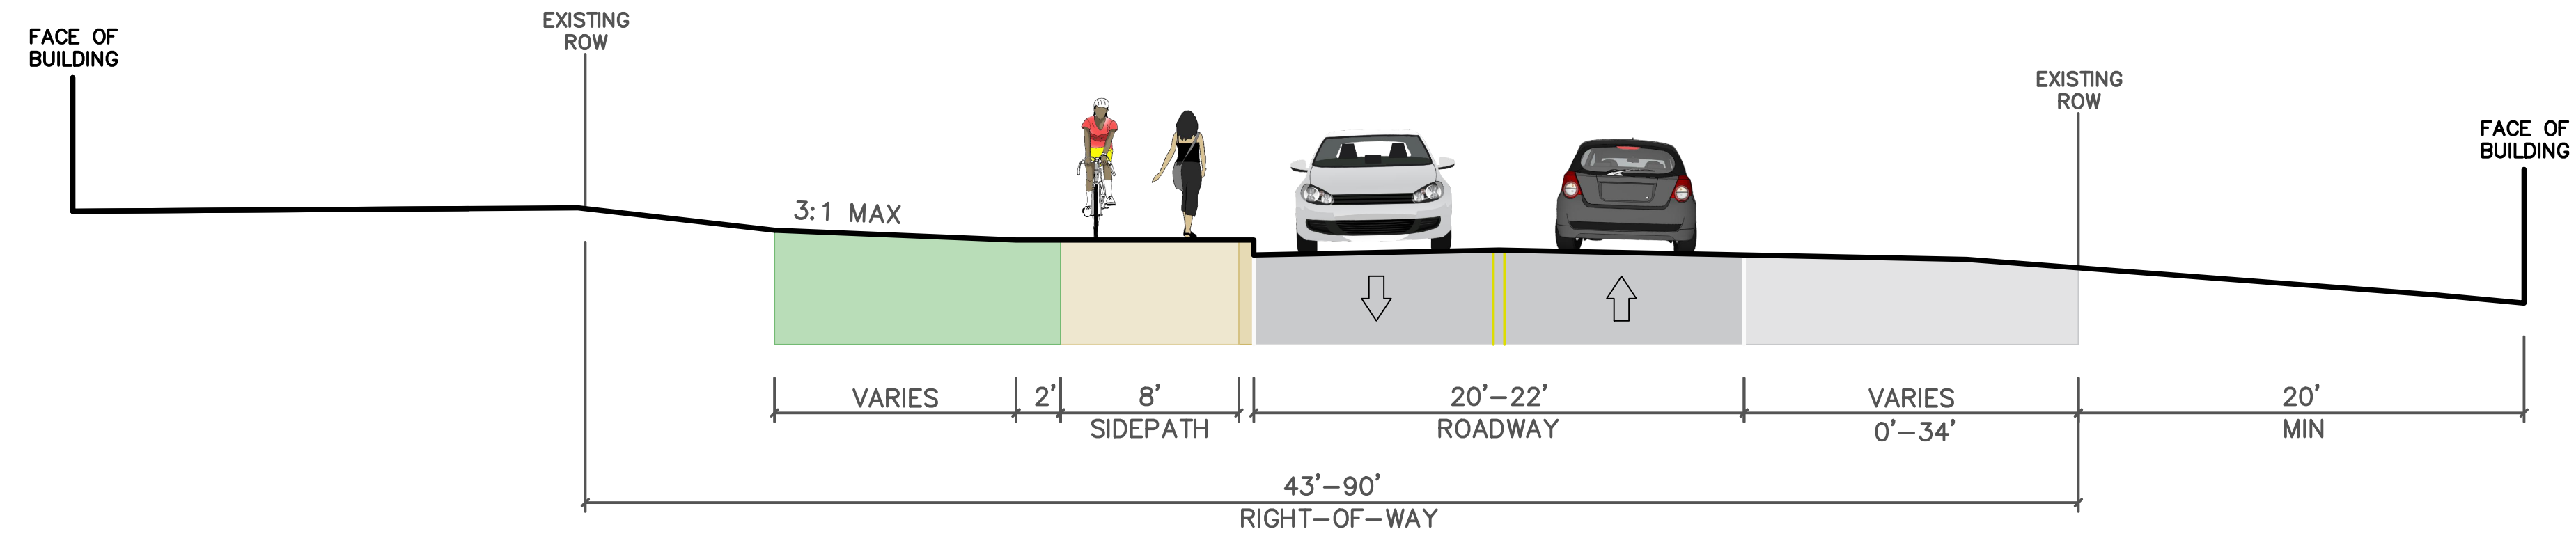 FACE OF
BUILDING
EXISTING
ROW
EXISTING
ROW
FACE OF
BUILDING
3:1 MAX
VARIES
2'
8'
SIDEPATH
20'-22'
ROADWAY
VARIES
0'-34'
20'
MIN
43'-90'
RIGHT-OF-WAY